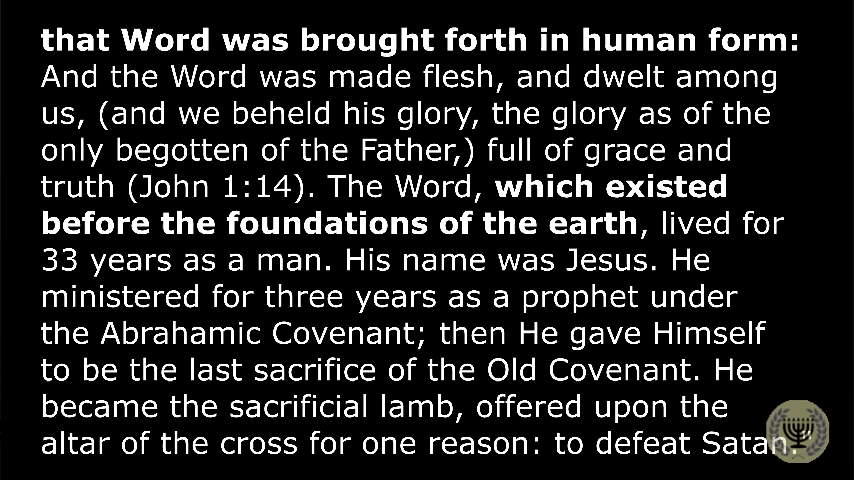 that Word was brought forth in human form:
And the Word was made flesh, and dwelt among
us, (and we beheld his glory, the glory as of the
only begotten of the Father,) full of grace and
truth (John 1:14). The Word, which existed
before the foundations of the earth, lived for
33 years as a man. His name was Jesus. He
ministered for three years as a prophet under
the Abrahamic Covenant; then He gave Himself
to be the last sacrifice of the Old Covenant. He
became the sacrificial lamb, offered upon the
altar of the cross for one reason: to defeat Satan."